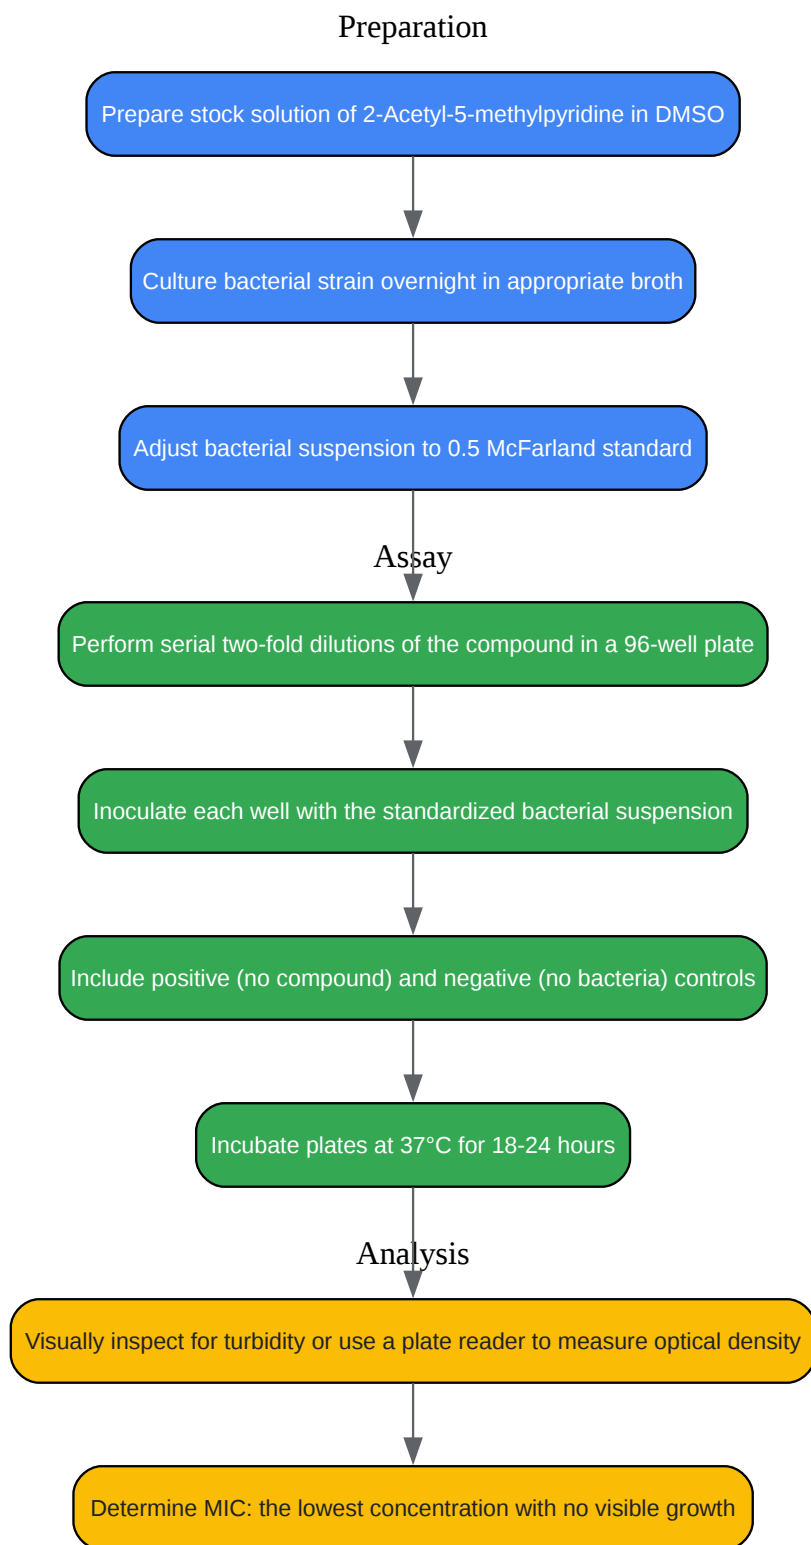 Preparation
Prepare stock solution of 2-Acetyl-5-methylpyridine in DMSO
Culture bacterial strain overnight in appropriate broth
Adjust bacterial suspension to 0.5 McFarland standard
Assay
Perform serial two-fold dilutions of the compound in a 96-well plate
Inoculate each well with the standardized bacterial suspension
Include positive (no compound) and negative (no bacteria) controls
Incubate plates at 37°C for 18-24 hours
Analysis
Visually inspect for turbidity or use a plate reader to measure optical density
Determine MIC: the lowest concentration with no visible growth